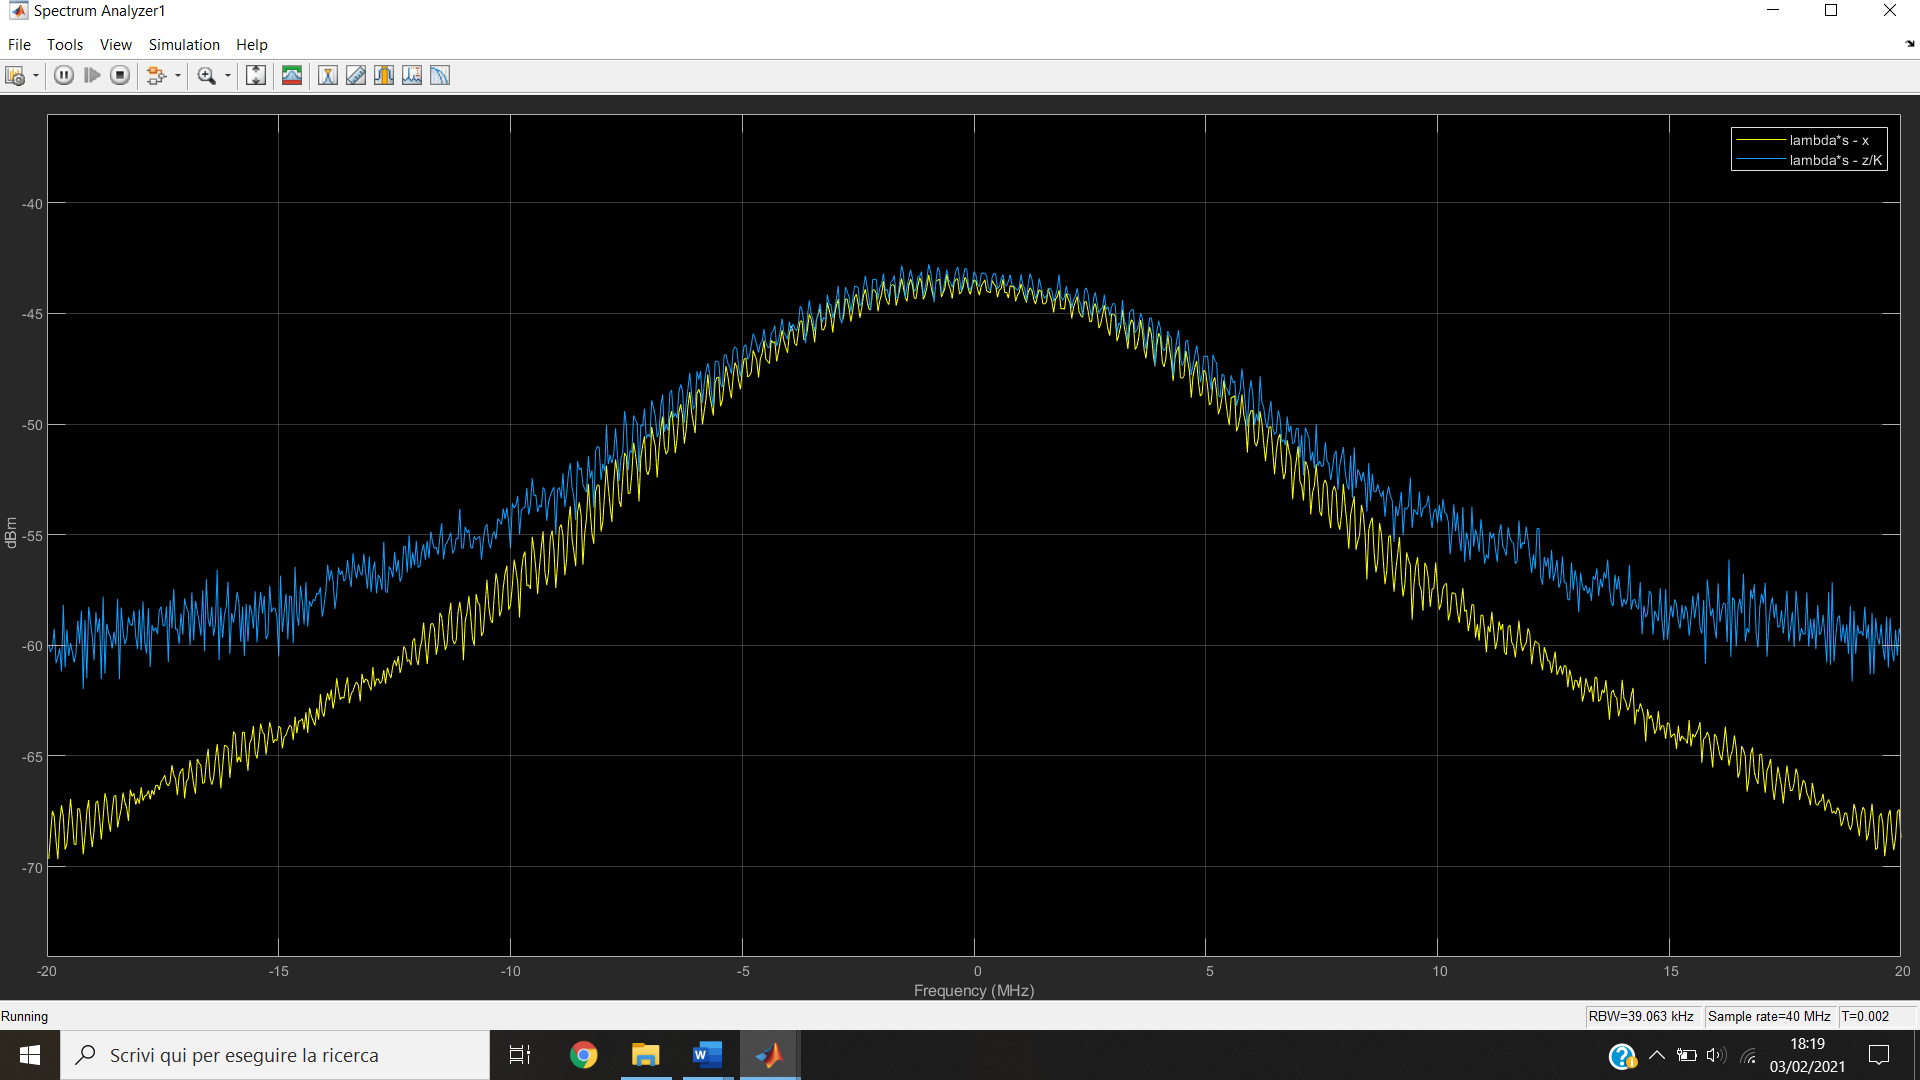 Spectrum Analyzer1
File Tools View Simulation Help
lambda*s - x
lambda*s - z/K
-40
-45
-50
-55
-60
-65
-70
dBm
-20 -15 -10 -5 0 5 10 15 20
Frequency (MHz)
Running
RBW=39.063 kHz Sample rate=40 MHz T=0.002
Scrivi qui per eseguire la ricerca
W
18:19
03/02/2021